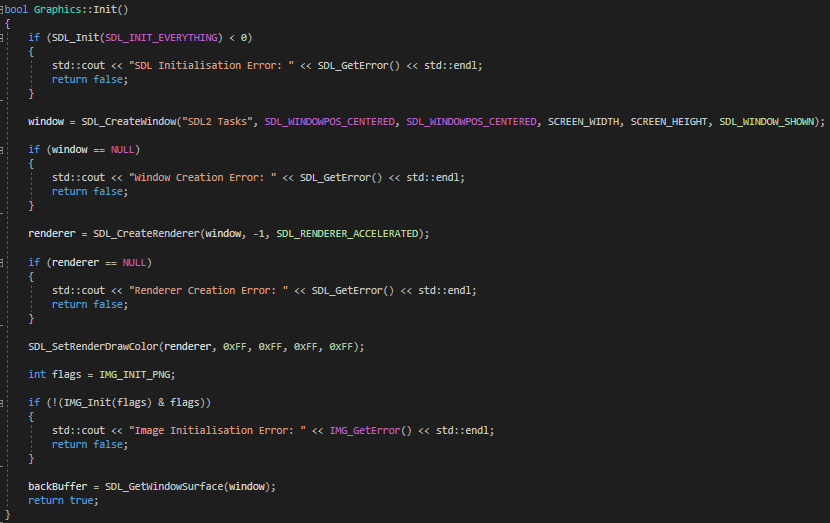 bool Graphics::Init()
{
if (SDL_Init(SDL_INIT_EVERYTHING) < 0)
{
std::cout << "SDL Initialisation Error: " << SDL_GetError() << std::endl;
return false;
}
window = SDL_CreateWindow("SDL2 Tasks", SDL_WINDOWPOS_CENTERED, SDL_WINDOWPOS_CENTERED, SCREEN_WIDTH, SCREEN_HEIGHT, SDL_WINDOW_SHOWN);
if (window == NULL)
{
std::cout << "Window Creation Error: " << SDL_GetError() << std::endl;
return false;
}
renderer = SDL_CreateRenderer(window, -1, SDL_RENDERER_ACCELERATED);
if (renderer == NULL)
{
std::cout << "Renderer Creation Error: " << SDL_GetError() << std::endl;
return false;
}
SDL_SetRenderDrawColor(renderer, 0xFF, 0xFF, 0xFF, 0xFF);
int flags = IMG_INIT_PNG;
if (!(IMG_Init(flags) & flags))
{
std::cout << "Image Initialisation Error: " << IMG_GetError() << std::endl;
return false;
}
backBuffer = SDL_GetWindowSurface(window);
return true;
}